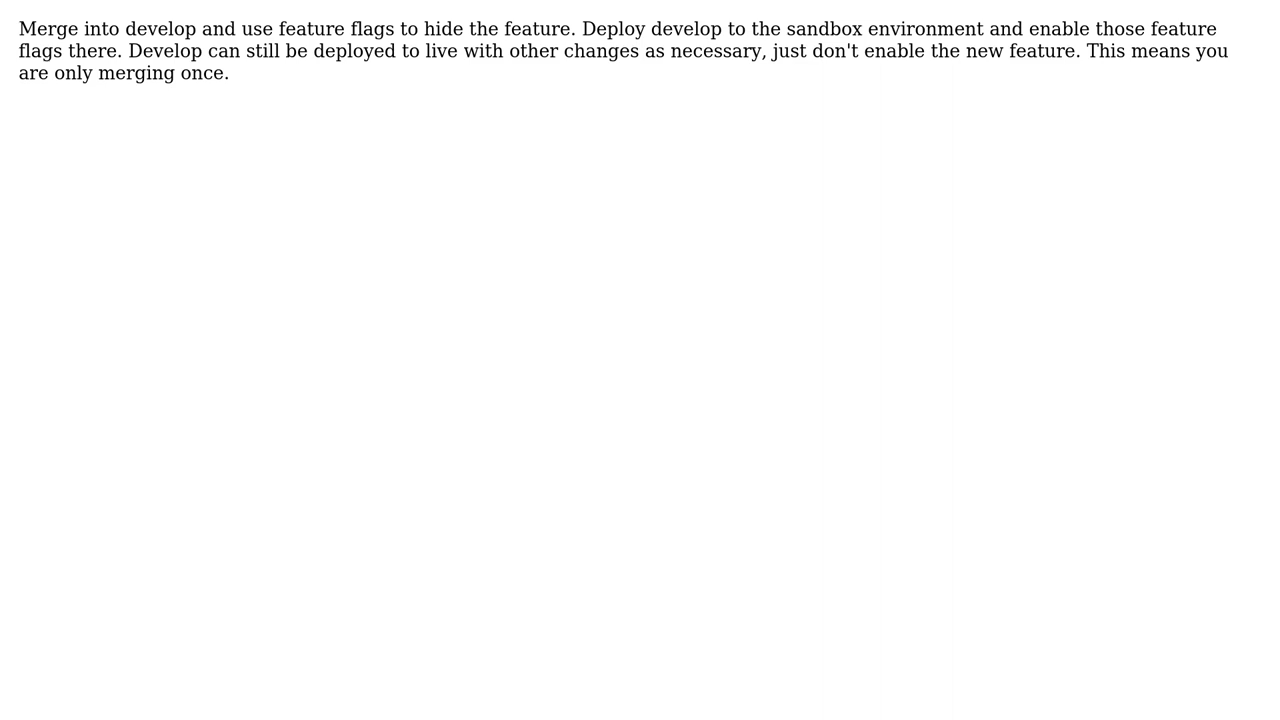 Merge into develop and use feature flags to hide the feature. Deploy develop to the sandbox environment and enable those feature
flags there. Develop can still be deployed to live with other changes as necessary, just don't enable the new feature. This means you
are only merging once.